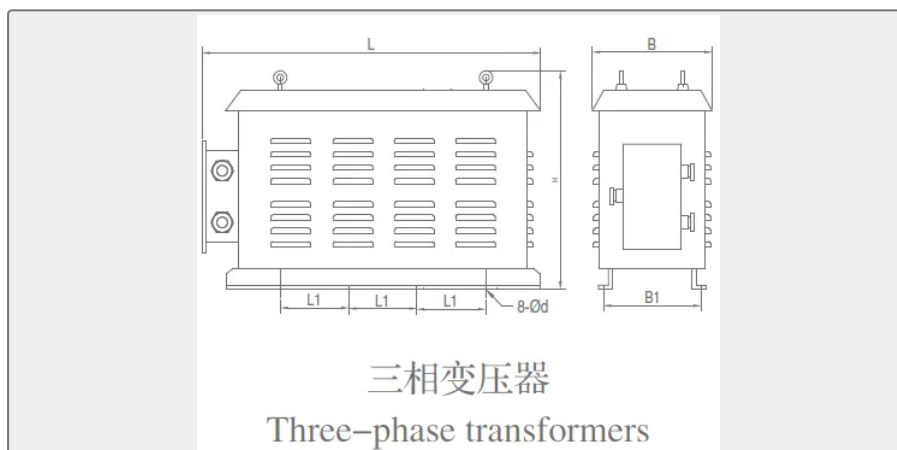 L
B
H
L1
L1
L1
8-Ød
B1
三相变压器
Three-phase transformers